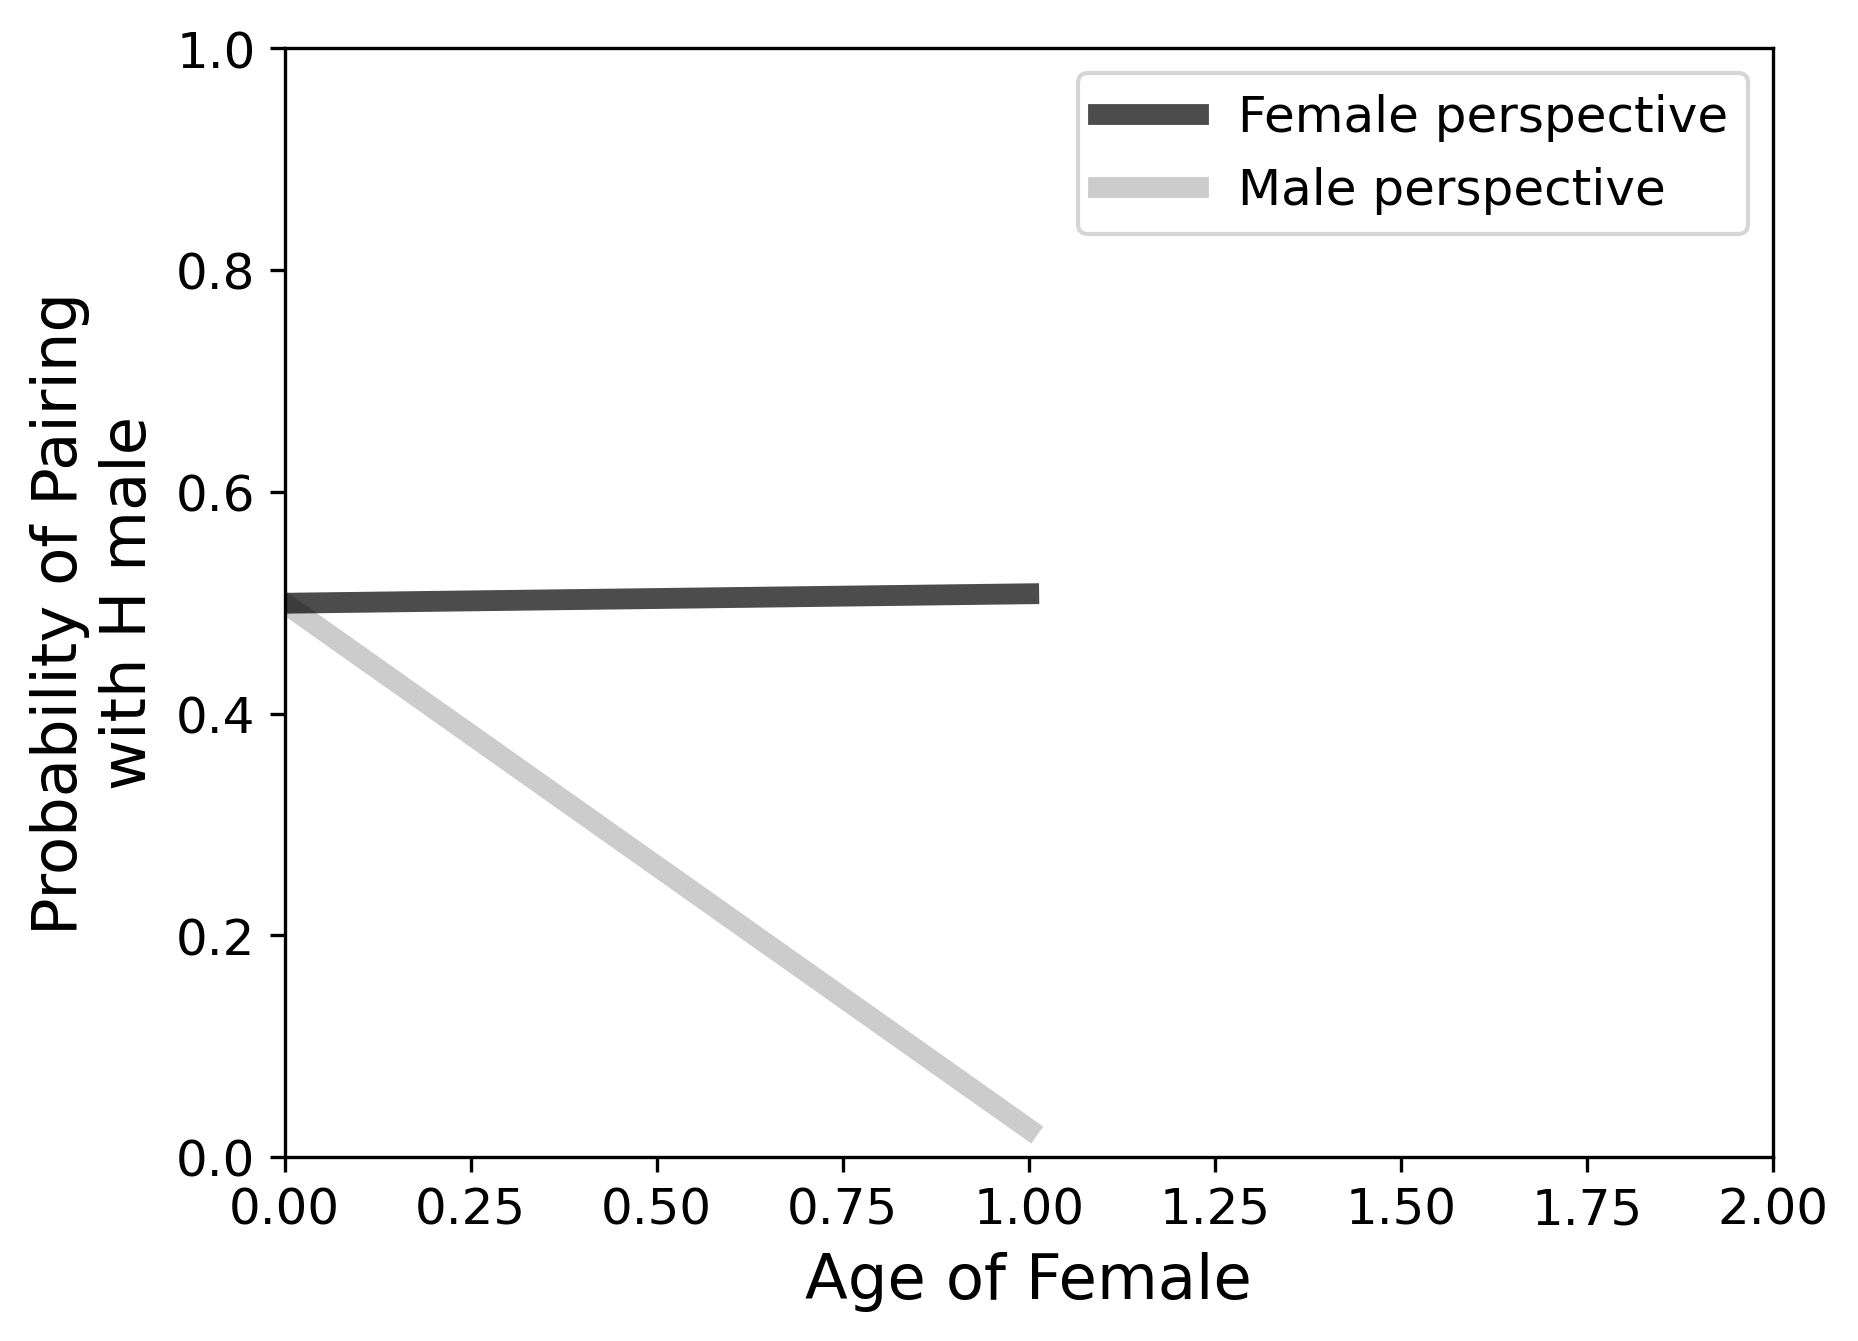 1.0
0.8
0.6
0.4
0.2
0.0
Probability of Pairing
with H male
Female perspective
Male perspective
0.00 0.25 0.50 0.75 1.00 1.25 1.50 1.75 2.00
Age of Female